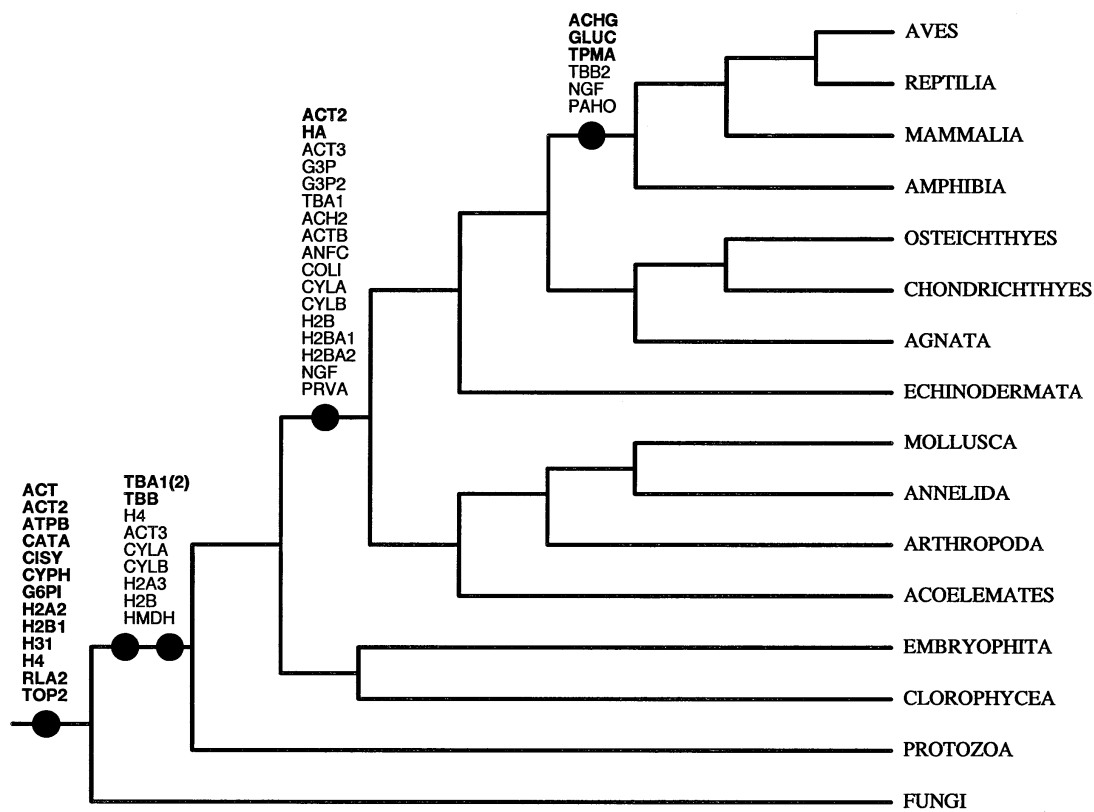 ACHG
GLUC
TPMA
TBB2
NGF
PAHO
ACT2
HA
ACT3
G3P
G3P2
TBA1
ACH2
ACTB
ANFC
COLI
CYLA
CYLB
H2B
H2BA1
H2BA2
NGF
PRVA
TBA1(2)
TBB
H4
ACT3
CYLA
CYLB
H2A3
H2B
HMDH
ACT
ACT2
ATPB
CATA
CISY
CYPH
G6PI
H2A2
H2B1
H31
H4
RLA2
TOP2
AVES
REPTILIA
MAMMALIA
AMPHIBIA
OSTEICHTHYES
CHONDRICHTHYES
AGNATA
ECHINODERMATA
MOLLUSCA
ANNELIDA
ARTHROPODA
ACOELEMATES
EMBRYOPHITA
CLOROPHYCEA
PROTOZOA
FUNGI